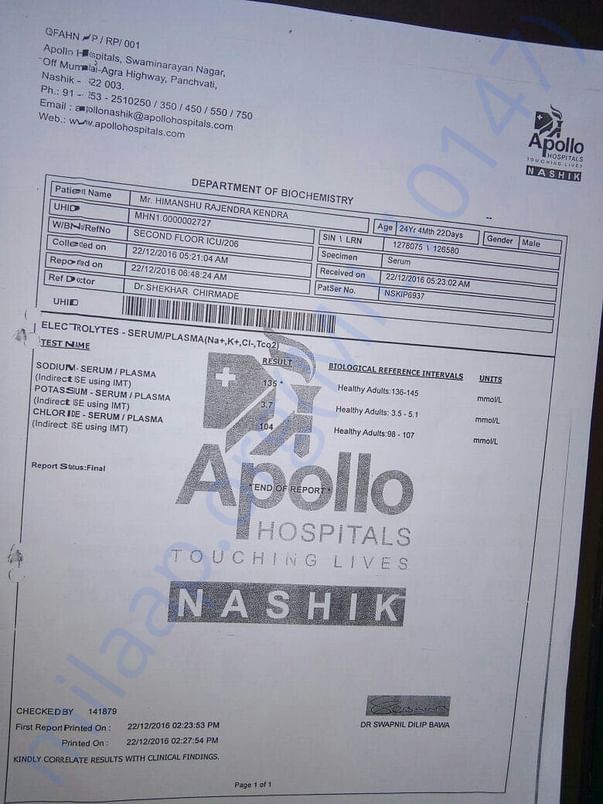 QFAHN / P / RP/ 001
Apollo Hospitals, Swaminarayan Nagar,
Off Mumbai-Agra Highway, Panchvati,
Nashik - 422 003.
Ph.: 91 - 253 - 2510250 / 350 / 450 / 550 / 750
Email : apollonashik@apollohospitals.com
Web.: www.apollohospitals.com
Apollo
HOSPITALS
TOUCHING LIVES
NASHIK
DEPARTMENT OF BIOCHEMISTRY
Patient Name Mr. HIMANSHU RAJENDRA KENDRA Age 24Yr 4Mth 22Days Gender Male
UHID MHN1.0000002727 SIN \ LRN 1278075 \ 126580
W/BNo/RefNo SECOND FLOOR ICU/206 Specimen Serum
Collected on 22/12/2016 05:21:04 AM Received on 22/12/2016 05:23:02 AM
Reported on 22/12/2016 06:48:24 AM PatSer No. NSKIP6937
Ref Doctor Dr.SHEKHAR CHIRMADE
UHID
ELECTROLYTES - SERUM/PLASMA(Na+,K+,Cl-,Tco2)
TEST NAME RESULT BIOLOGICAL REFERENCE INTERVALS UNITS
SODIUM- SERUM / PLASMA 135 * Healthy Adults:136-145 mmol/L
(Indirect ISE using IMT)
POTASSIUM - SERUM / PLASMA 3.7 Healthy Adults: 3.5 - 5.1 mmol/L
(Indirect ISE using IMT)
CHLORIDE - SERUM / PLASMA 104 Healthy Adults:98 - 107 mmol/L
(Indirect ISE using IMT)
Report Status:Final
*END OF REPORT*
Apollo
HOSPITALS
TOUCHING LIVES
NASHIK
CHECKED BY 141879
First Report Printed On : 22/12/2016 02:23:53 PM
Printed On : 22/12/2016 02:27:54 PM
DR SWAPNIL DILIP BAWA
KINDLY CORRELATE RESULTS WITH CLINICAL FINDINGS.
Page 1 of 1